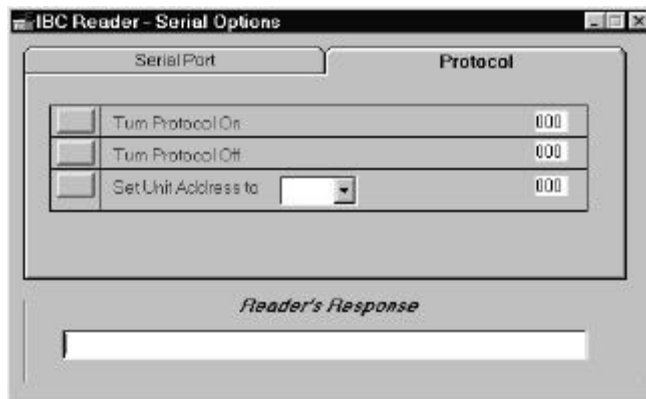 IBC Reader - Serial Options
Serial Port Protocol
Turn Protocol On 000
Turn Protocol Off 000
Set Unit Address to 000
Reader's Response